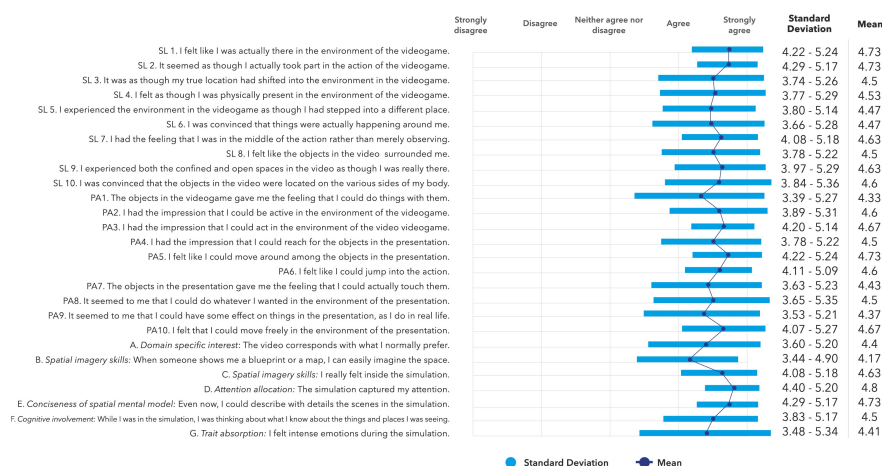 Strongly disagree
Disagree
Neither agree nor disagree
Agree
Strongly agree
Standard Deviation
Mean
SL 1. I felt like I was actually there in the environment of the videogame. 4.22 - 5.24 4.73
SL 2. It seemed as though I actually took part in the action of the videogame. 4.29 - 5.17 4.73
SL 3. It was as though my true location had shifted into the environment in the videogame. 3.74 - 5.26 4.5
SL 4. I felt as though I was physically present in the environment of the videogame. 3.77 - 5.29 4.53
SL 5. I experienced the environment in the videogame as though I had stepped into a different place. 3.80 - 5.14 4.47
SL 6. I was convinced that things were actually happening around me. 3.66 - 5.28 4.47
SL 7. I had the feeling that I was in the middle of the action rather than merely observing. 4.08 - 5.18 4.63
SL 8. I felt like the objects in the video surrounded me. 3.78 - 5.22 4.5
SL 9. I experienced both the confined and open spaces in the video as though I was really there. 3.97 - 5.29 4.63
SL 10. I was convinced that the objects in the video were located on the various sides of my body. 3.84 - 5.36 4.6
PA1. The objects in the videogame gave me the feeling that I could do things with them. 3.39 - 5.27 4.33
PA2. I had the impression that I could be active in the environment of the videogame. 3.89 - 5.31 4.6
PA3. I had the impression that I could act in the environment of the video videogame. 4.20 - 5.14 4.67
PA4. I had the impression that I could reach for the objects in the presentation. 3.78 - 5.22 4.5
PA5. I felt like I could move around among the objects in the presentation. 4.22 - 5.24 4.73
PA6. I felt like I could jump into the action. 4.11 - 5.09 4.6
PA7. The objects in the presentation gave me the feeling that I could actually touch them. 3.63 - 5.23 4.43
PA8. It seemed to me that I could do whatever I wanted in the environment of the presentation. 3.65 - 5.35 4.5
PA9. It seemed to me that I could have some effect on things in the presentation, as I do in real life. 3.53 - 5.21 4.37
PA10. I felt that I could move freely in the environment of the presentation. 4.07 - 5.27 4.67
A. Domain specific interest: The video corresponds with what I normally prefer. 3.60 - 5.20 4.4
B. Spatial imagery skills: When someone shows me a blueprint or a map, I can easily imagine the space. 3.44 - 4.90 4.17
C. Spatial imagery skills: I really felt inside the simulation. 4.08 - 5.18 4.63
D. Attention allocation: The simulation captured my attention. 4.40 - 5.20 4.8
E. Conciseness of spatial mental model: Even now, I could describe with details the scenes in the simulation. 4.29 - 5.17 4.73
F. Cognitive involvement: While I was in the simulation, I was thinking about what I know about the things and places I was seeing. 3.83 - 5.17 4.5
G. Trait absorption: I felt intense emotions during the simulation. 3.48 - 5.34 4.41
Standard Deviation
Mean